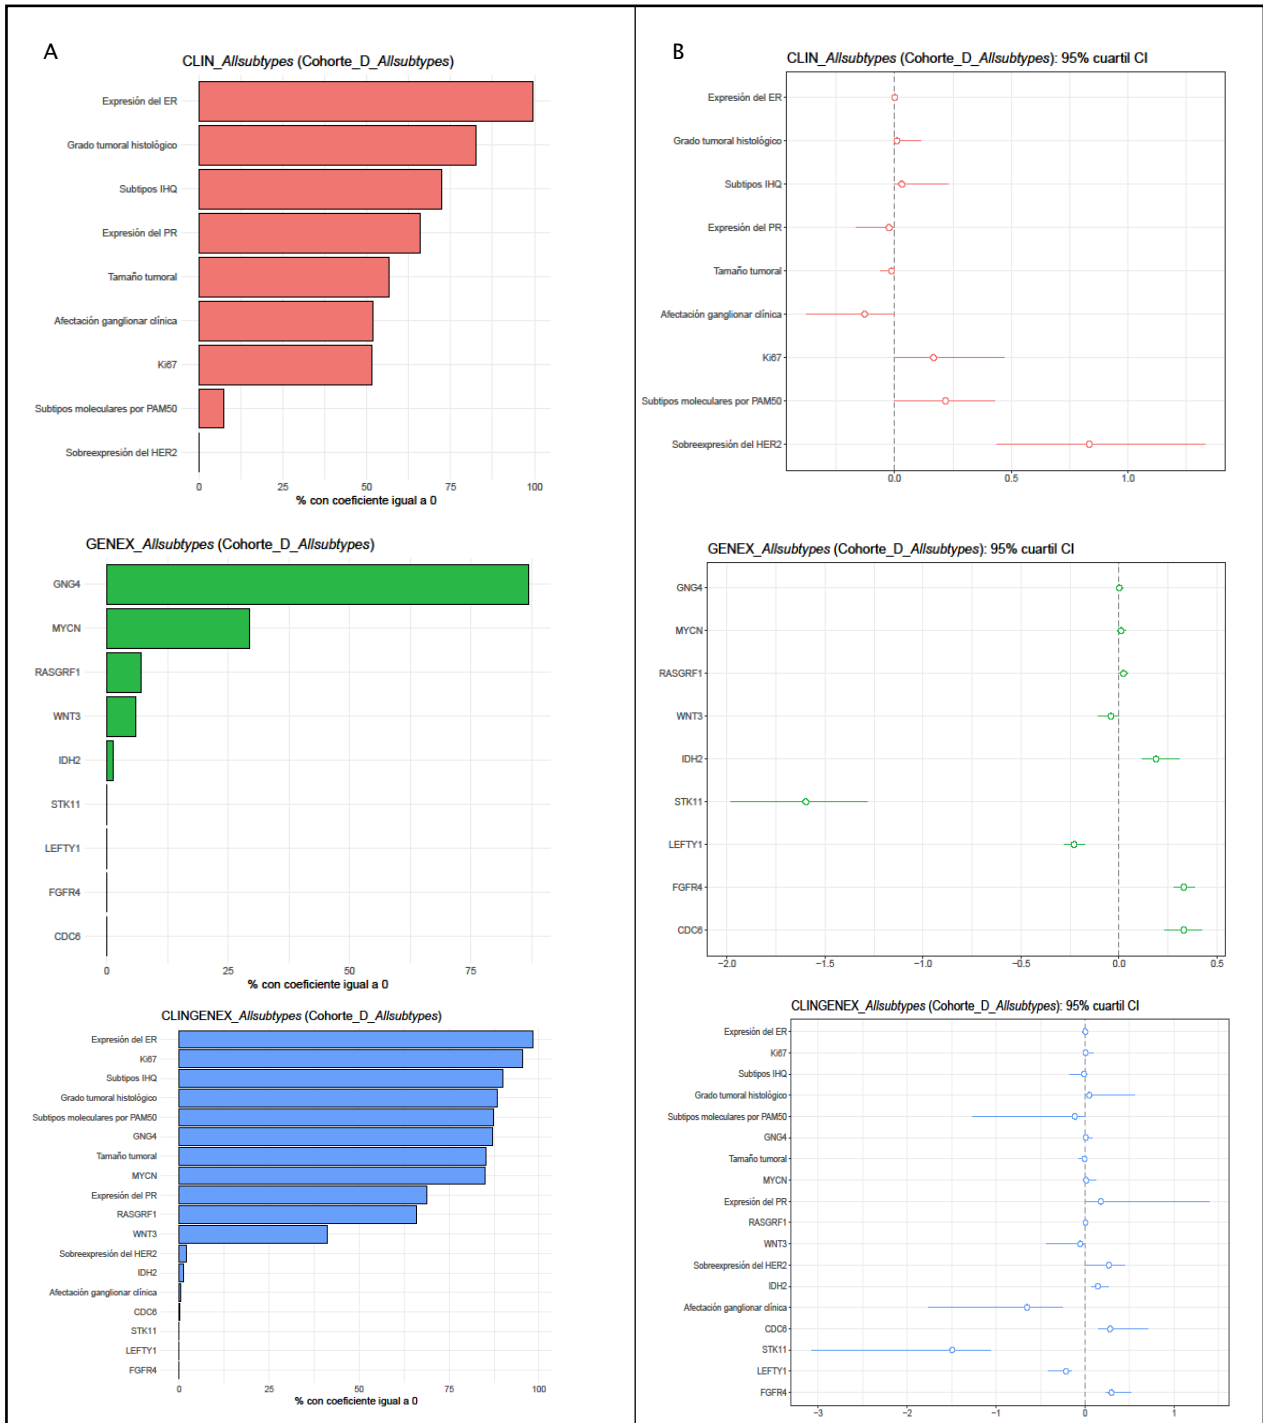 A
CLIN_Allsubtypes (Cohorte_D_Allsubtypes)
Expresión del ER
Grado tumoral histológico
Subtipos IHQ
Expresión del PR
Tamaño tumoral
Afectación ganglionar clínica
Ki67
Subtipos moleculares por PAM50
Sobreexpresión del HER2
0 25 50 75 100
% con coeficiente igual a 0
GENEX_Allsubtypes (Cohorte_D_Allsubtypes)
GNG4
MYCN
RASGRF1
WNT3
IDH2
STK11
LEFTY1
FGFR4
CDC6
0 25 50 75
% con coeficiente igual a 0
CLINGENEX_Allsubtypes (Cohorte_D_Allsubtypes)
Expresión del ER
Ki67
Subtipos IHQ
Grado tumoral histológico
Subtipos moleculares por PAM50
GNG4
Tamaño tumoral
MYCN
Expresión del PR
RASGRF1
WNT3
Sobreexpresión del HER2
IDH2
Afectación ganglionar clínica
CDC6
STK11
LEFTY1
FGFR4
0 25 50 75 100
% con coeficiente igual a 0
B
CLIN_Allsubtypes (Cohorte_D_Allsubtypes): 95% cuartil CI
Expresión del ER
Grado tumoral histológico
Subtipos IHQ
Expresión del PR
Tamaño tumoral
Afectación ganglionar clínica
Ki67
Subtipos moleculares por PAM50
Sobreexpresión del HER2
0.0 0.5 1.0
GENEX_Allsubtypes (Cohorte_D_Allsubtypes): 95% cuartil CI
GNG4
MYCN
RASGRF1
WNT3
IDH2
STK11
LEFTY1
FGFR4
CDC6
−2.0 −1.5 −1.0 −0.5 0.0 0.5
CLINGENEX_Allsubtypes (Cohorte_D_Allsubtypes): 95% cuartil CI
Expresión del ER
Ki67
Subtipos IHQ
Grado tumoral histológico
Subtipos moleculares por PAM50
GNG4
Tamaño tumoral
MYCN
Expresión del PR
RASGRF1
WNT3
Sobreexpresión del HER2
IDH2
Afectación ganglionar clínica
CDC6
STK11
LEFTY1
FGFR4
−3 −2 −1 0 1